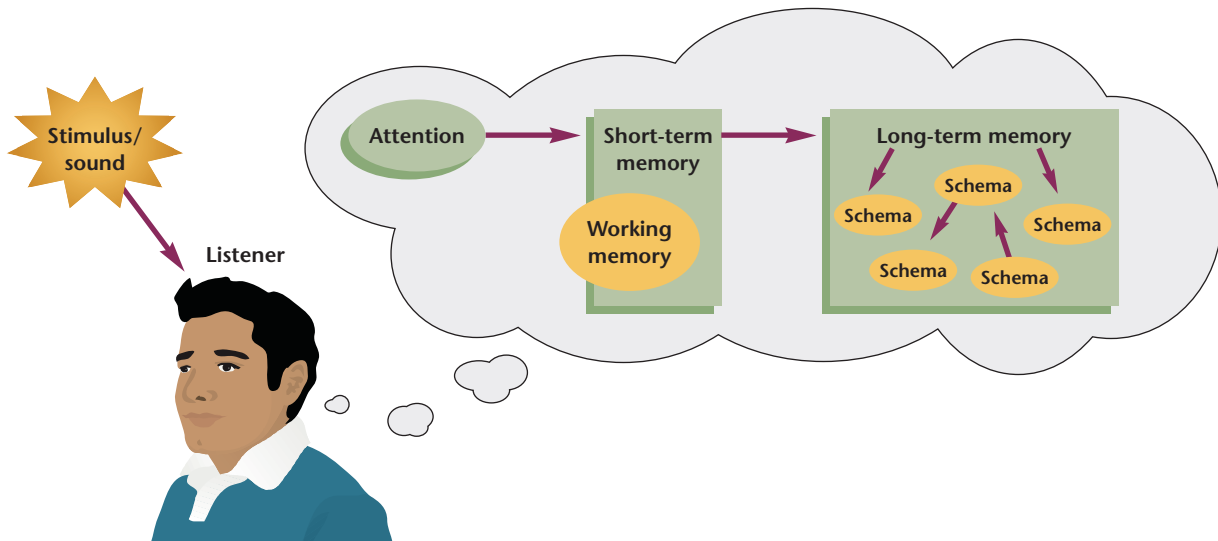 Stimulus/
sound
Listener
Attention
Short-term
memory
Working
memory
Long-term memory
Schema
Schema
Schema
Schema
Schema